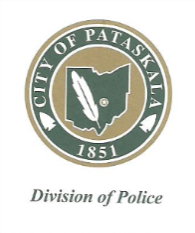 CITY OF PATASKALA
1851
Division of Police